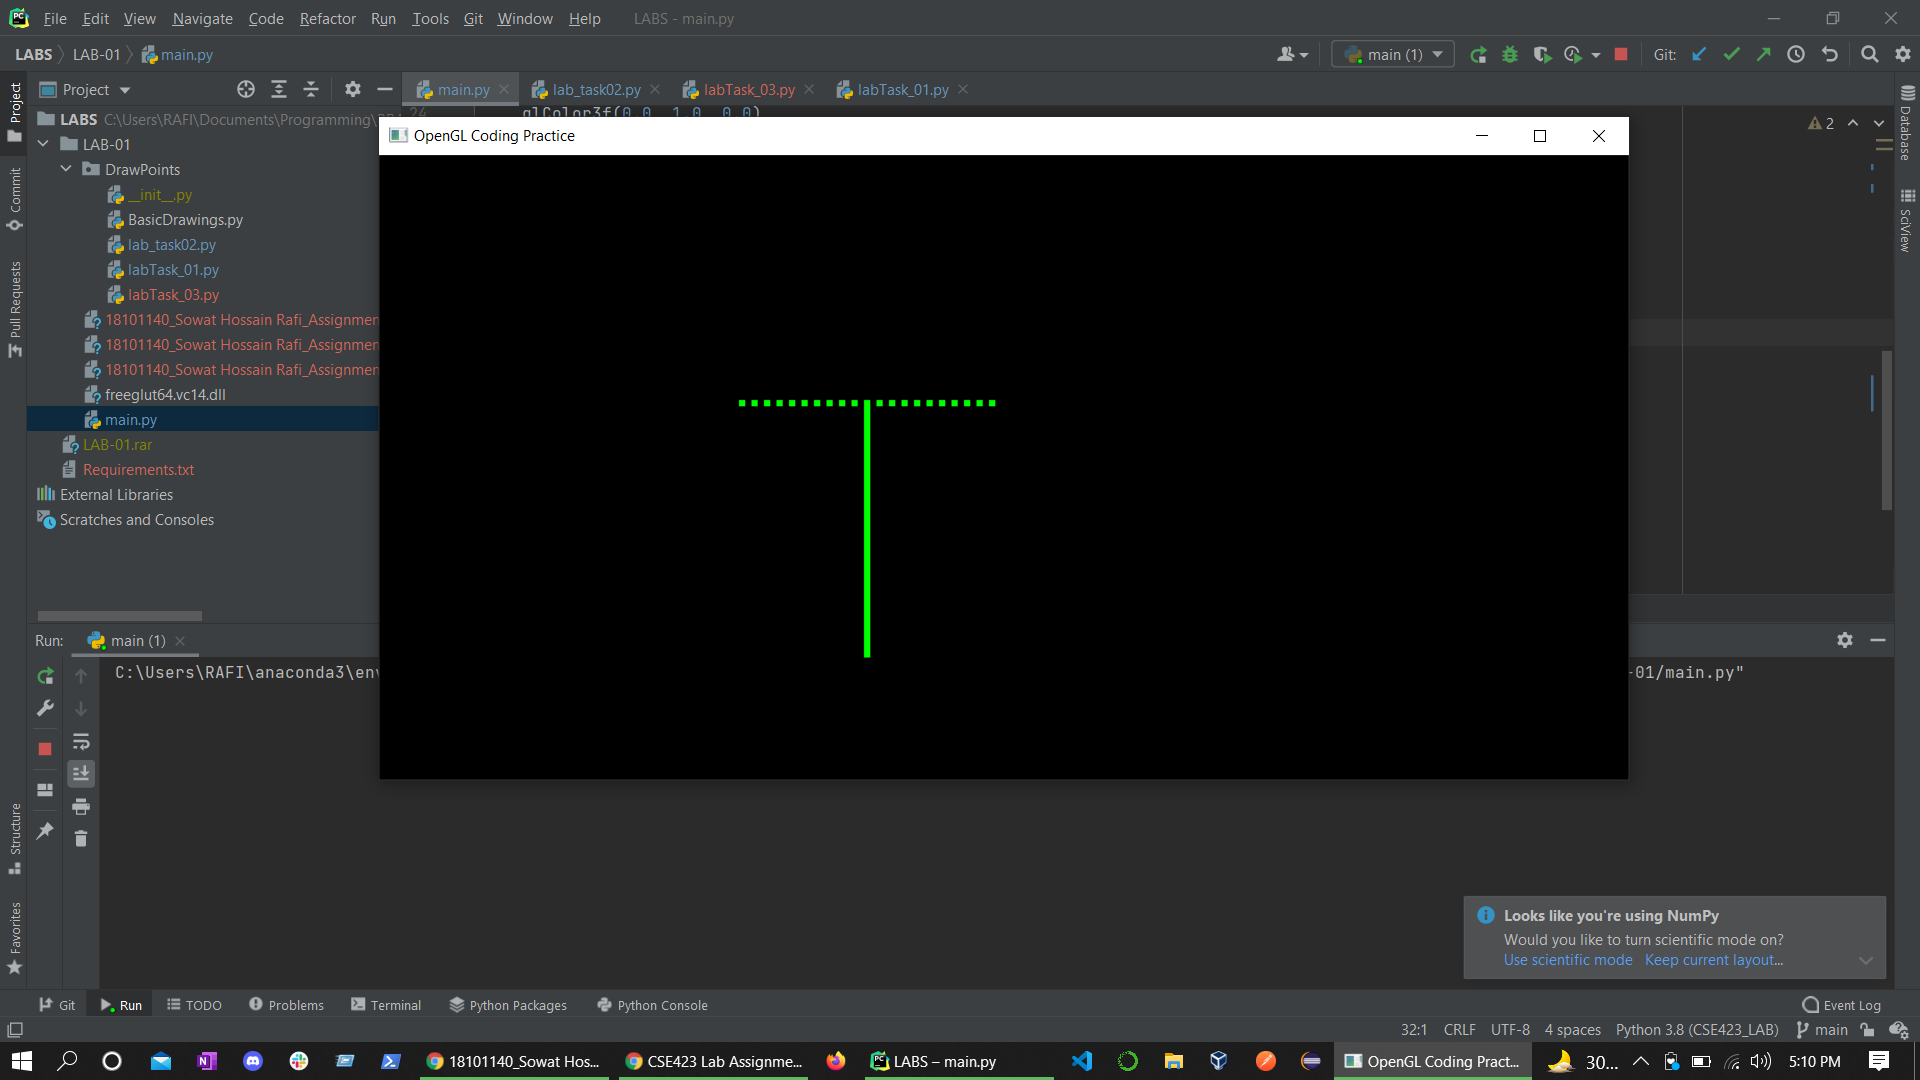 File Edit View Navigate Code Refactor Run Tools Git Window Help LABS - main.py
LABS LAB-01 main.py main (1) Git:
Project main.py lab_task02.py labTask_03.py labTask_01.py
24 glColor3f(0.0, 1.0, 0.0)
LABS C:\Users\RAFI\Documents\Programming\
OpenGL Coding Practice
2
LAB-01
DrawPoints
__init__.py
BasicDrawings.py
lab_task02.py
labTask_01.py
labTask_03.py
18101140_Sowat Hossain Rafi_Assignmen
18101140_Sowat Hossain Rafi_Assignmen
18101140_Sowat Hossain Rafi_Assignmen
freeglut64.vc14.dll
main.py
LAB-01.rar
Requirements.txt
External Libraries
Scratches and Consoles
Project
Commit
Pull Requests
Structure
Favorites
Database
SciView
Run: main (1)
C:\Users\RAFI\anaconda3\en -01/main.py"
Looks like you're using NumPy
Would you like to turn scientific mode on?
Use scientific mode Keep current layout...
Git Run TODO Problems Terminal Python Packages Python Console Event Log
32:1 CRLF UTF-8 4 spaces Python 3.8 (CSE423_LAB) main
18101140_Sowat Hos... CSE423 Lab Assignme... LABS – main.py OpenGL Coding Pract... 30... 5:10 PM